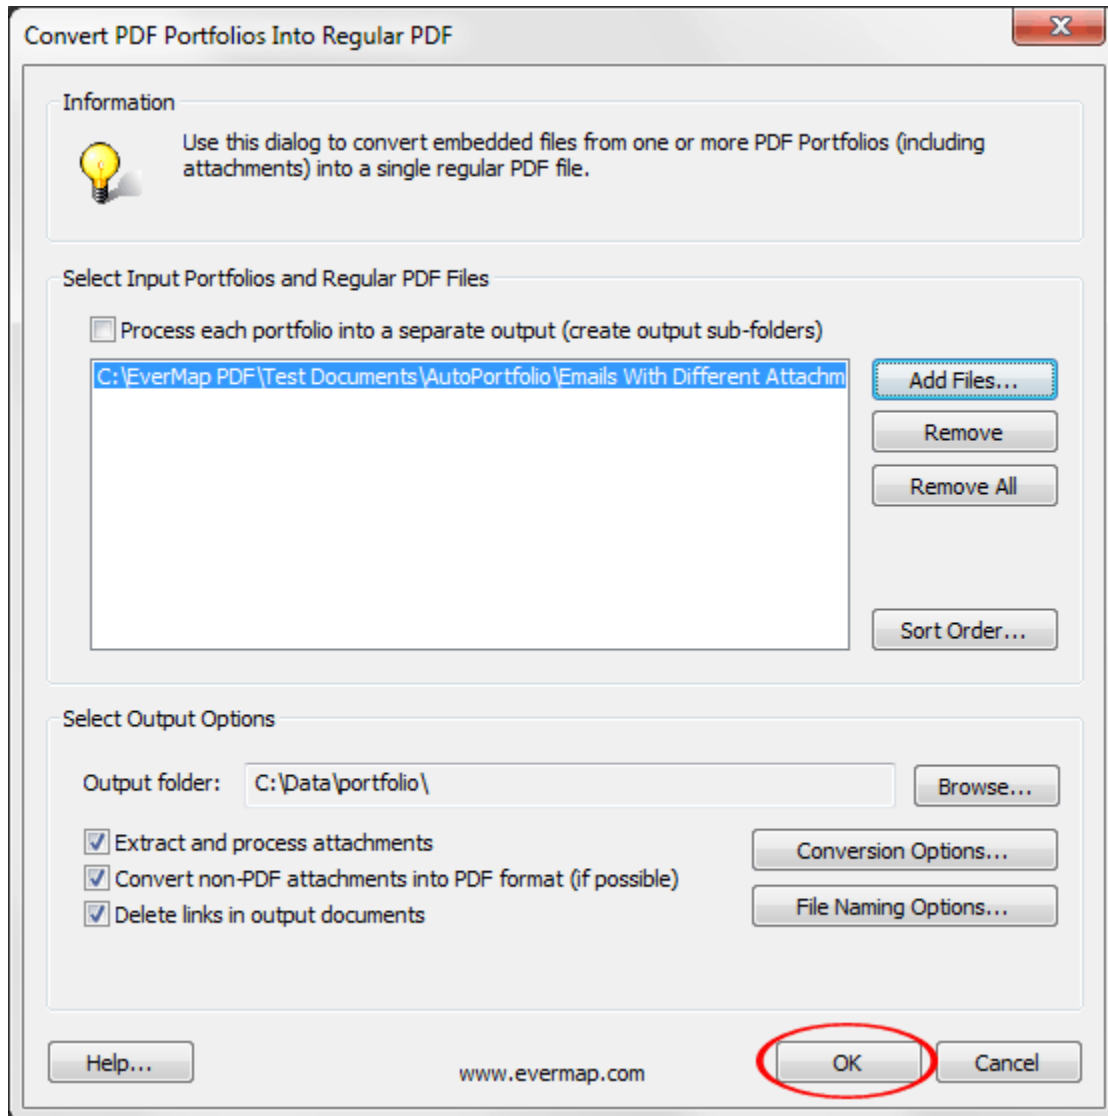 Convert PDF Portfolios Into Regular PDF
Information
Use this dialog to convert embedded files from one or more PDF Portfolios (including
attachments) into a single regular PDF file.
Select Input Portfolios and Regular PDF Files
Process each portfolio into a separate output (create output sub-folders)
C:\EverMap PDF\Test Documents\AutoPortfolio\Emails With Different Attachm
Add Files...
Remove
Remove All
Sort Order...
Select Output Options
Output folder: C:\Data\portfolio\ Browse...
Extract and process attachments
Conversion Options...
Convert non-PDF attachments into PDF format (if possible)
Delete links in output documents
File Naming Options...
Help... www.evermap.com OK Cancel